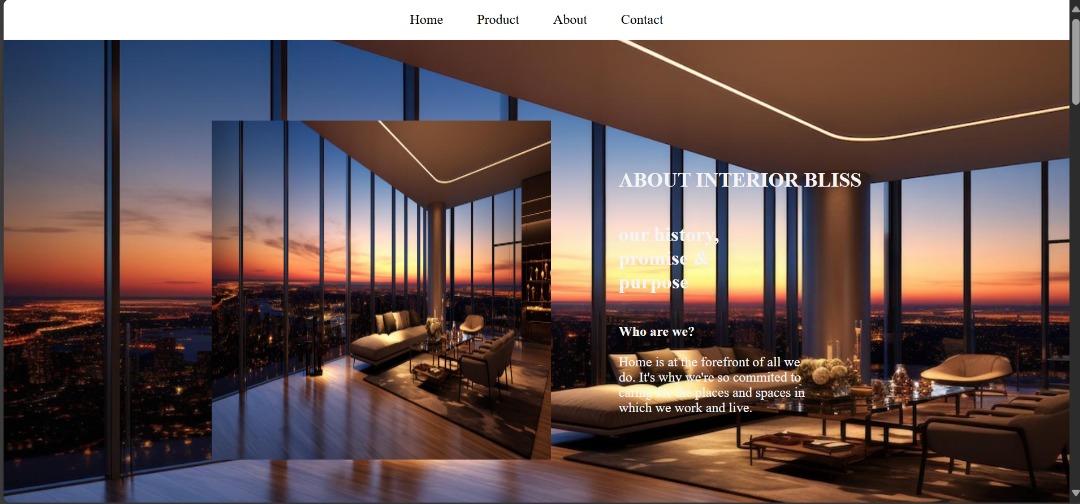 Home Product About Contact
ABOUT INTERIOR BLISS
our history,
promise &
purpose
Who are we?
Home is at the forefront of all we
do. It's why we're so commited to
caring for the places and spaces in
which we work and live.